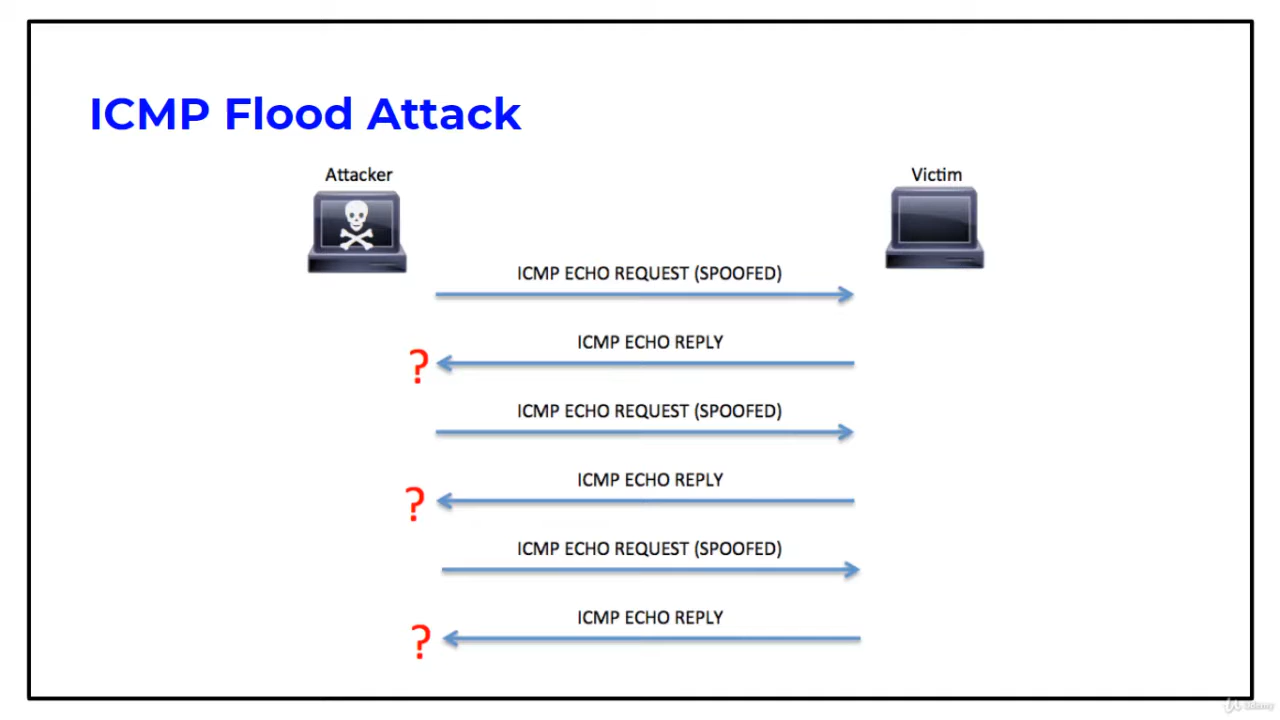 ICMP Flood Attack
Attacker
Victim
ICMP ECHO REQUEST (SPOOFED)
ICMP ECHO REPLY
?
ICMP ECHO REQUEST (SPOOFED)
ICMP ECHO REPLY
?
ICMP ECHO REQUEST (SPOOFED)
ICMP ECHO REPLY
?
Udemy